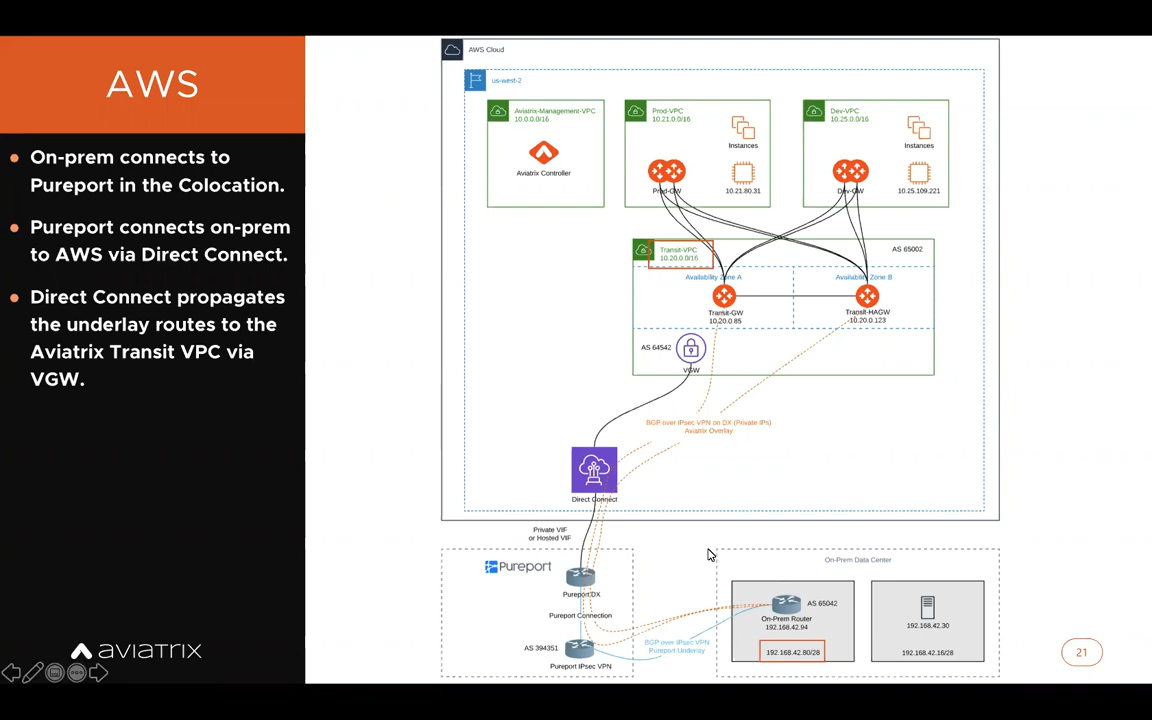 AWS
On-prem connects to
Pureport in the Colocation.
Pureport connects on-prem
to AWS via Direct Connect.
Direct Connect propagates
the underlay routes to the
Aviatrix Transit VPC via
VGW.
aviatrix
AWS Cloud
us-west-2
Aviatrix-Management-VPC
10.0.0.0/16
Aviatrix Controller
Prod-VPC
10.21.0.0/16
Instances
Prod-GW
10.21.80.31
Dev-VPC
10.25.0.0/16
Instances
Dev-GW
10.25.109.221
Transit-VPC
10.20.0.0/16
AS 65002
Availability Zone A
Availability Zone B
Transit-GW
10.20.0.85
Transit-HAGW
10.20.0.123
AS 64542
VGW
BGP over IPsec VPN on DX (Private IPs)
Aviatrix Overlay
Direct Connect
Private VIF
or Hosted VIF
Pureport
Pureport DX
Pureport Connection
AS 394351
Pureport IPsec VPN
BGP over IPsec VPN
Pureport Underlay
On-Prem Data Center
AS 65042
On-Prem Router
192.168.42.94
192.168.42.80/28
192.168.42.30
192.168.42.16/28
21